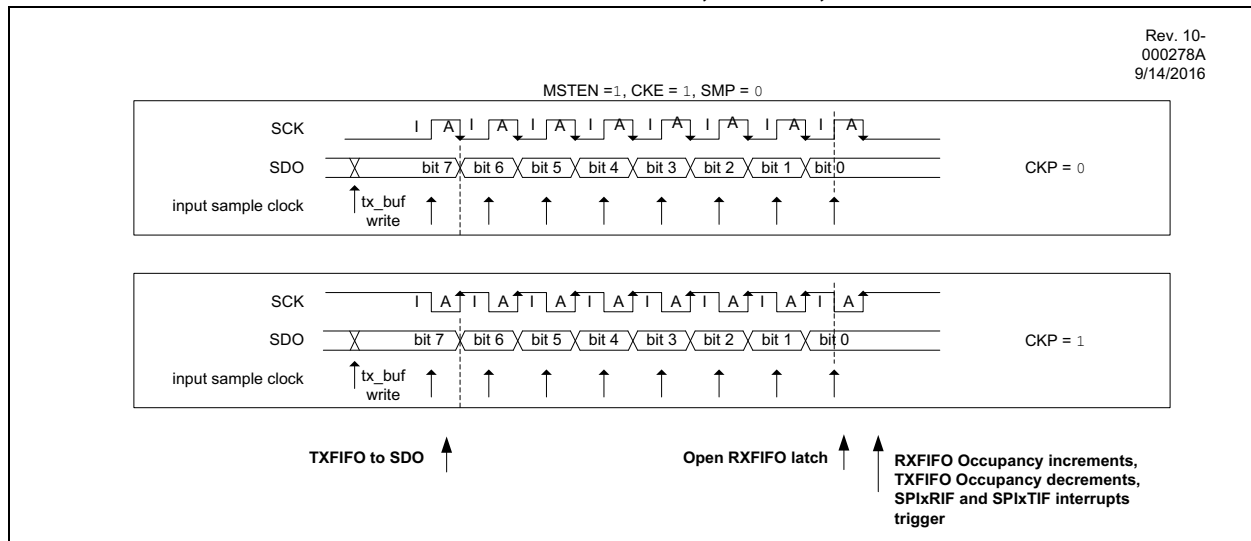 Rev. 10-
000278A
9/14/2016
MSTEN =1, CKE = 1, SMP = 0
SCK I A I A I A I A I A I A I A I A
SDO bit 7 bit 6 bit 5 bit 4 bit 3 bit 2 bit 1 bit 0 CKP = 0
input sample clock tx_buf
write
SCK I A I A I A I A I A I A I A I A
SDO bit 7 bit 6 bit 5 bit 4 bit 3 bit 2 bit 1 bit 0 CKP = 1
input sample clock tx_buf
write
TXFIFO to SDO Open RXFIFO latch RXFIFO Occupancy increments,
TXFIFO Occupancy decrements,
SPIxRIF and SPIxTIF interrupts
trigger